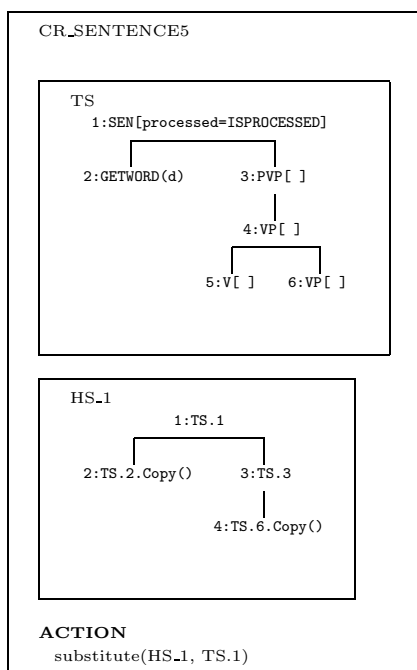 CR_SENTENCE5
TS
1:SEN[processed=ISPROCESSED]
2:GETWORD(d) 3:PVP[ ]
4:VP[ ]
5:V[ ] 6:VP[ ]
HS_1
1:TS.1
2:TS.2.Copy() 3:TS.3
4:TS.6.Copy()
ACTION
substitute(HS_1, TS.1)